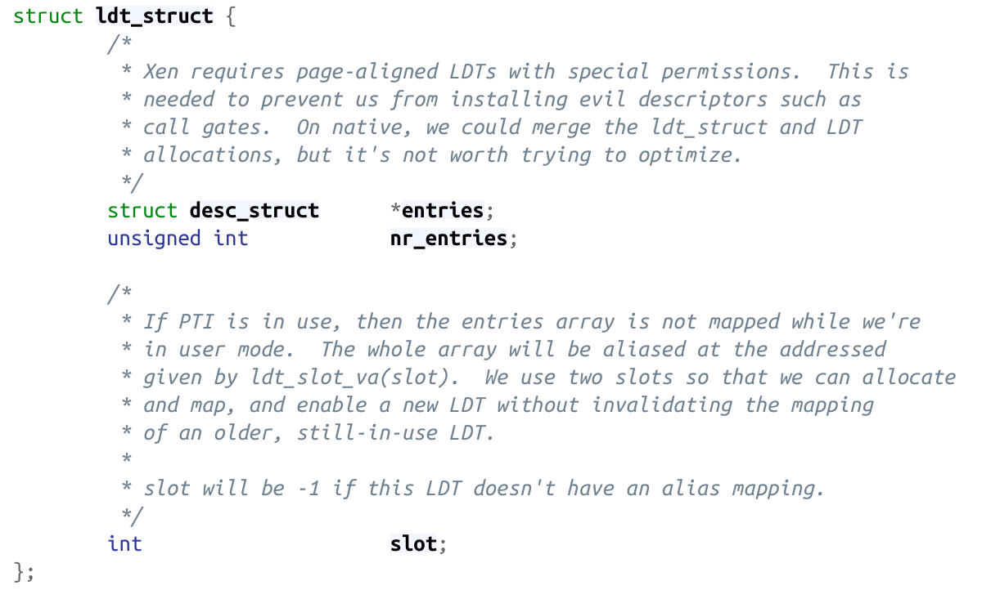 struct ldt_struct {
        /*
         * Xen requires page-aligned LDTs with special permissions.  This is
         * needed to prevent us from installing evil descriptors such as
         * call gates.  On native, we could merge the ldt_struct and LDT
         * allocations, but it's not worth trying to optimize.
         */
        struct desc_struct      *entries;
        unsigned int            nr_entries;

        /*
         * If PTI is in use, then the entries array is not mapped while we're
         * in user mode.  The whole array will be aliased at the addressed
         * given by ldt_slot_va(slot).  We use two slots so that we can allocate
         * and map, and enable a new LDT without invalidating the mapping
         * of an older, still-in-use LDT.
         *
         * slot will be -1 if this LDT doesn't have an alias mapping.
         */
        int                     slot;
};